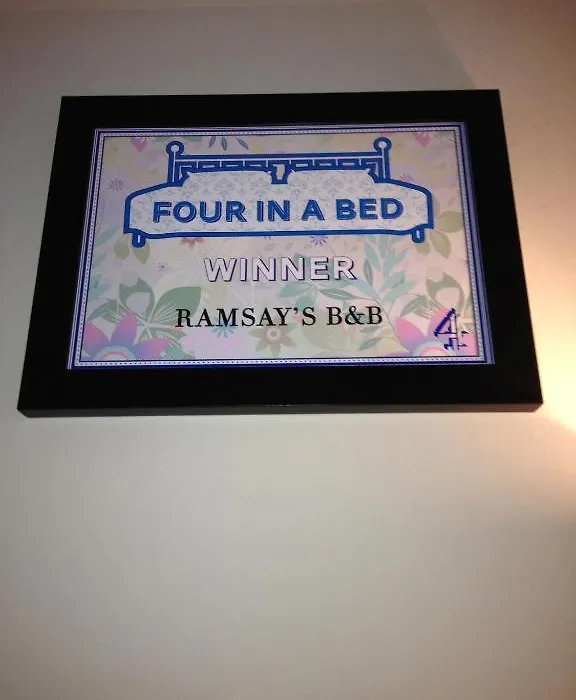 FOUR IN A BED
WINNER
RAMSAY'S B&B
4